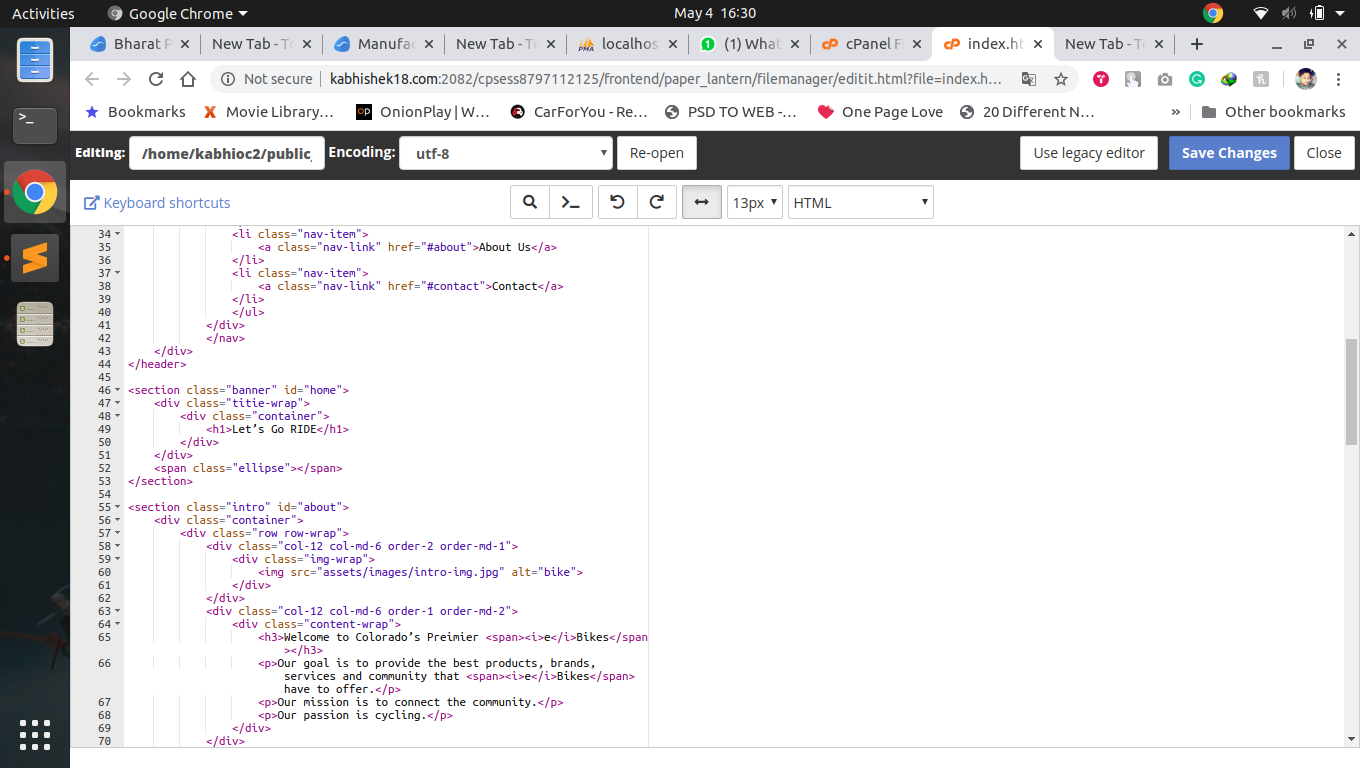 Activities Google Chrome May 4 16:30
Bharat P New Tab - To Manufac New Tab - To localhos (1) What cPanel F index.ht New Tab - To
Not secure kabhishek18.com:2082/cpsess8797112125/frontend/paper_lantern/filemanager/editit.html?file=index.h...
Bookmarks Movie Library... OnionPlay | W... CarForYou - Re... PSD TO WEB -... One Page Love 20 Different N... » Other bookmarks
Editing: /home/kabhioc2/public_ Encoding: utf-8 Re-open Use legacy editor Save Changes Close
Keyboard shortcuts 13px HTML
34 <li class="nav-item">
35 <a class="nav-link" href="#about">About Us</a>
36 </li>
37 <li class="nav-item">
38 <a class="nav-link" href="#contact">Contact</a>
39 </li>
40 </ul>
41 </div>
42 </nav>
43 </div>
44 </header>
45
46 <section class="banner" id="home">
47 <div class="titie-wrap">
48 <div class="container">
49 <h1>Let’s Go RIDE</h1>
50 </div>
51 </div>
52 <span class="ellipse"></span>
53 </section>
54
55 <section class="intro" id="about">
56 <div class="container">
57 <div class="row row-wrap">
58 <div class="col-12 col-md-6 order-2 order-md-1">
59 <div class="img-wrap">
60 <img src="assets/images/intro-img.jpg" alt="bike">
61 </div>
62 </div>
63 <div class="col-12 col-md-6 order-1 order-md-2">
64 <div class="content-wrap">
65 <h3>Welcome to Colorado’s Preimier <span><i>e</i>Bikes</span
></h3>
66 <p>Our goal is to provide the best products, brands,
services and community that <span><i>e</i>Bikes</span>
have to offer.</p>
67 <p>Our mission is to connect the community.</p>
68 <p>Our passion is cycling.</p>
69 </div>
70 </div>